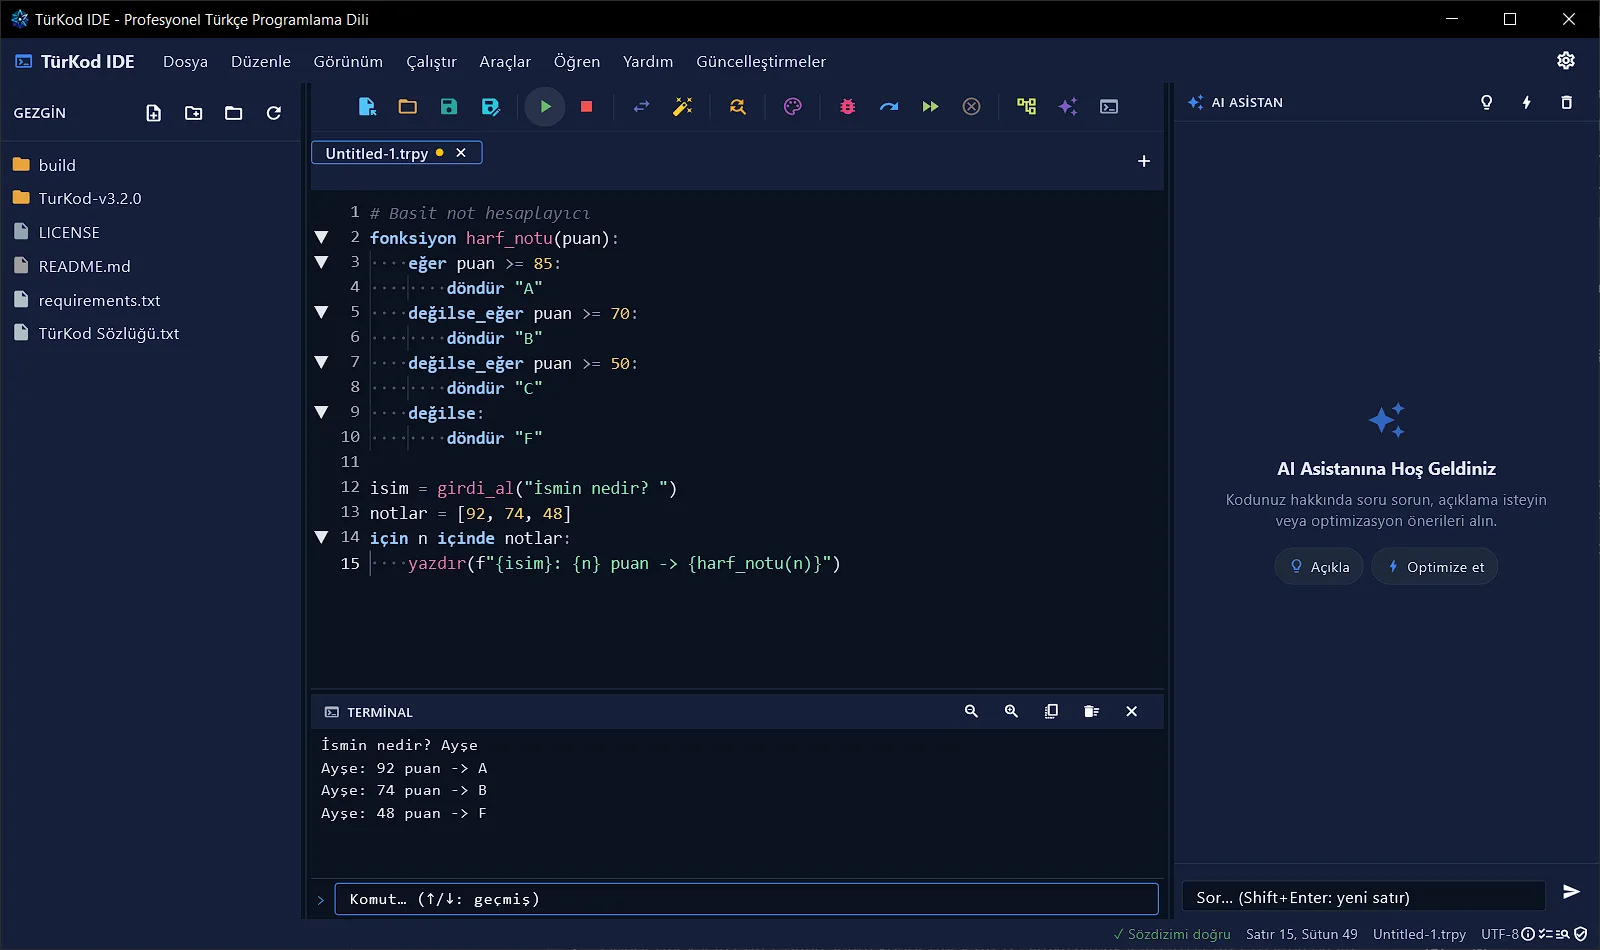 TürKod IDE - Profesyonel Türkçe Programlama Dili
TürKod IDE Dosya Düzenle Görünüm Çalıştır Araçlar Öğren Yardım Güncelleştirmeler
GEZGİN
build
TurKod-v3.2.0
LICENSE
README.md
requirements.txt
TürKod Sözlüğü.txt
Untitled-1.trpy
1 # Basit not hesaplayıcı
2 fonksiyon harf_notu(puan):
3 ····eğer puan >= 85:
4 ········döndür "A"
5 ····değilse_eğer puan >= 70:
6 ········döndür "B"
7 ····değilse_eğer puan >= 50:
8 ········döndür "C"
9 ····değilse:
10 ········döndür "F"
11
12 isim = girdi_al("İsmin nedir? ")
13 notlar = [92, 74, 48]
14 için n içinde notlar:
15 ····yazdır(f"{isim}: {n} puan -> {harf_notu(n)}")
TERMİNAL
İsmin nedir? Ayşe
Ayşe: 92 puan -> A
Ayşe: 74 puan -> B
Ayşe: 48 puan -> F
> Komut… (↑/↓: geçmiş)
AI ASİSTAN
AI Asistanına Hoş Geldiniz
Kodunuz hakkında soru sorun, açıklama isteyin
veya optimizasyon önerileri alın.
Açıkla Optimize et
Sor... (Shift+Enter: yeni satır)
✓ Sözdizimi doğru Satır 15, Sütun 49 Untitled-1.trpy UTF-8